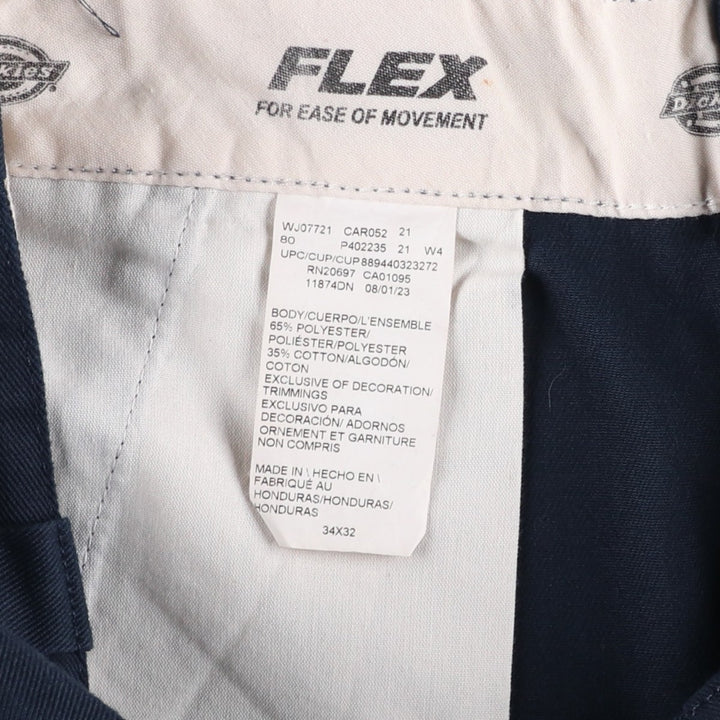 FLEX
FOR EASE OF MOVEMENT
WJ07721 CAR052 21
80 P402235 21 W4
UPC/CUP/CUP889440323272
RN20697 CA01095
11874DN 08/01/23
BODY/CUERPO/L'ENSEMBLE
65% POLYESTER/
POLIÉSTER/POLYESTER
35% COTTON/ALGODÓN/
COTON
EXCLUSIVE OF DECORATION/
TRIMMINGS
EXCLUSIVO PARA
DECORACIÓN/ ADORNOS
ORNEMENT ET GARNITURE
NON COMPRIS
MADE IN \ HECHO EN \
FABRIQUÉ AU
HONDURAS/HONDURAS/
HONDURAS
34X32